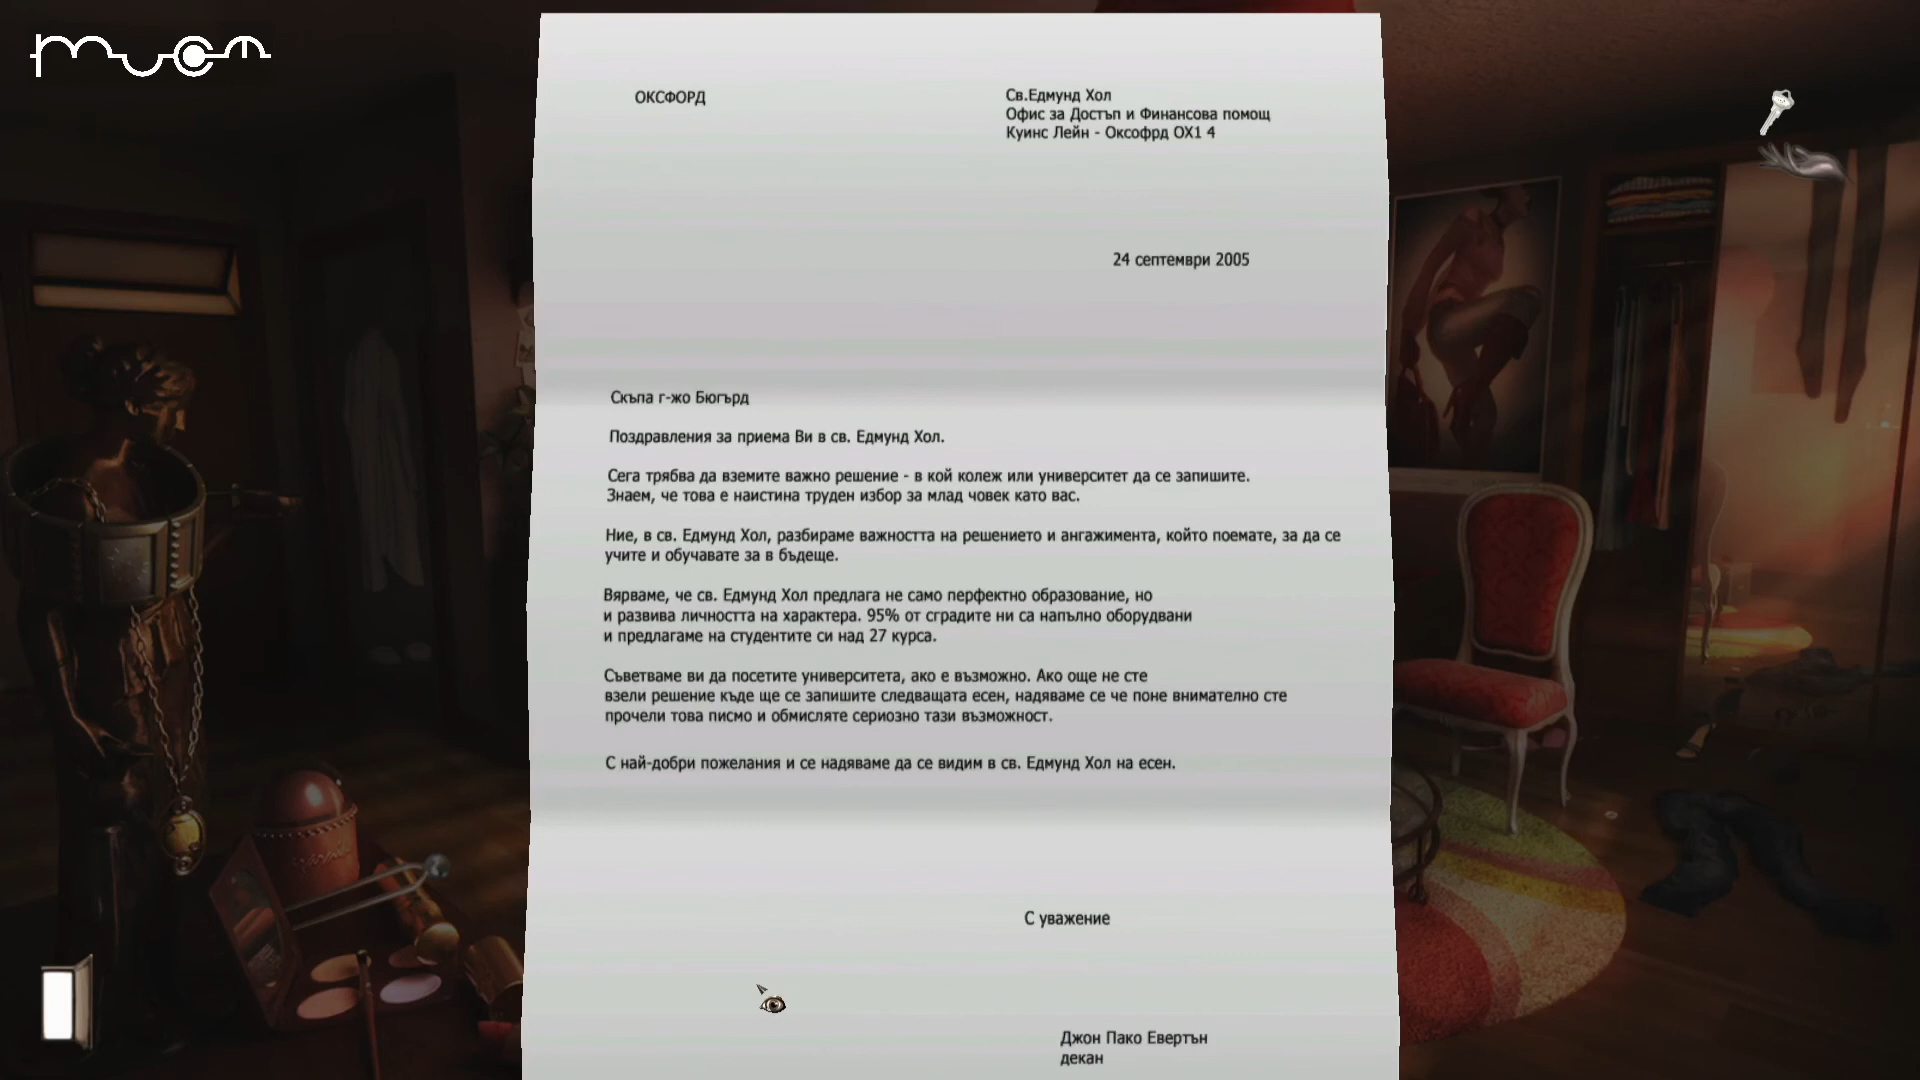 мист
ОКСФОРД
Св.Едмунд Хол
Офис за Достъп и Финансова помощ
Куинс Лейн - Оксофрд ОХ1 4
24 септември 2005
Скъпа г-жо Бюгърд
Поздравления за приема Ви в св. Едмунд Хол.
Сега трябва да вземите важно решение - в кой колеж или университет да се запишите.
Знаем, че това е наистина труден избор за млад човек като вас.
Ние, в св. Едмунд Хол, разбираме важността на решението и ангажимента, който поемате, за да се
учите и обучавате за в бъдеще.
Вярваме, че св. Едмунд Хол предлага не само перфектно образование, но
и развива личността на характера. 95% от сградите ни са напълно оборудвани
и предлагаме на студентите си над 27 курса.
Съветваме ви да посетите университета, ако е възможно. Ако още не сте
взели решение къде ще се запишите следващата есен, надяваме се че поне внимателно сте
прочели това писмо и обмисляте сериозно тази възможност.
С най-добри пожелания и се надяваме да се видим в св. Едмунд Хол на есен.
С уважение
Джон Пако Евертън
декан